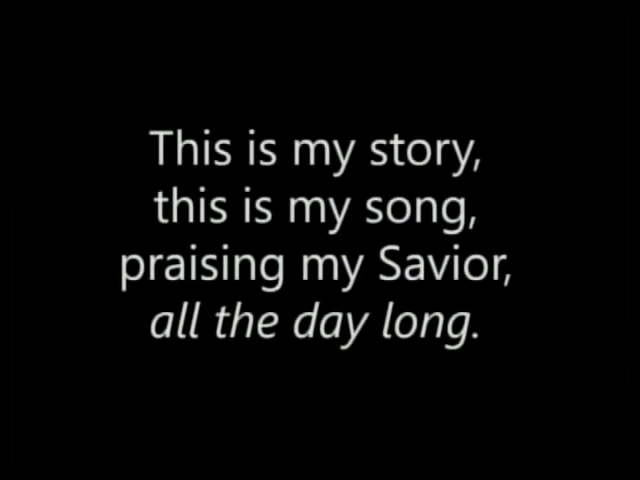 This is my story,
this is my song,
praising my Savior,
all the day long.